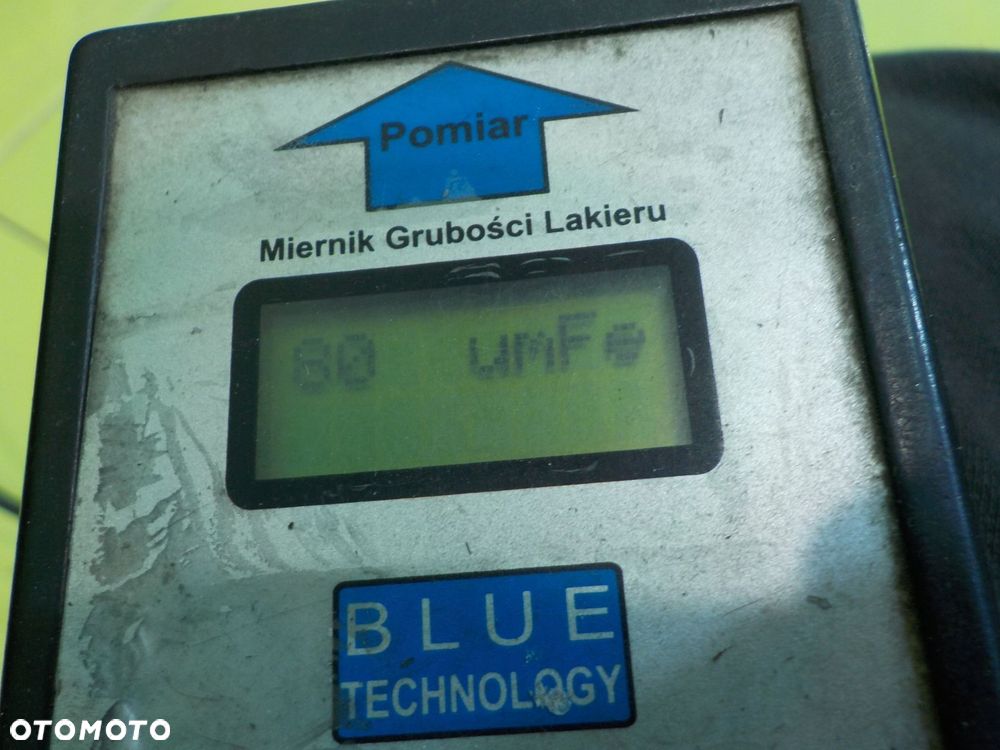 Pomiar
Miernik Grubości Lakieru
80 umFe
BLUE
TECHNOLOGY
OTOMOTO